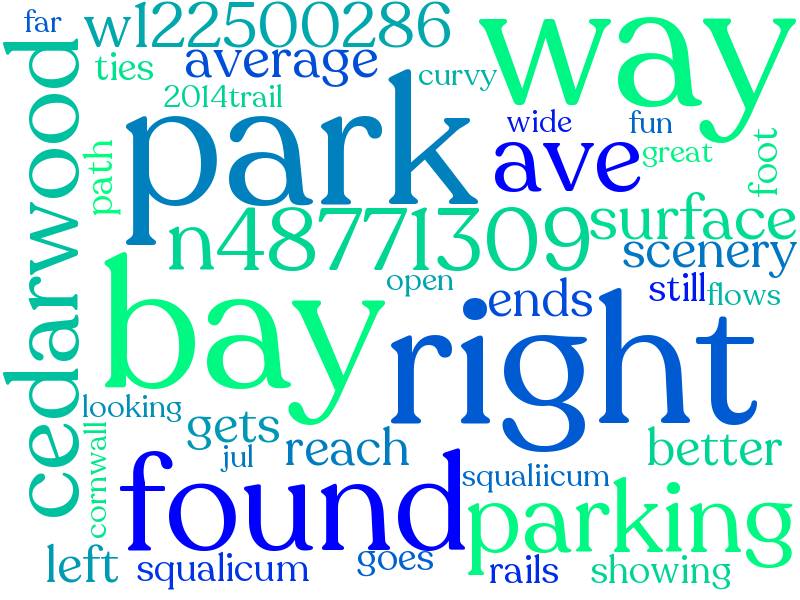 far
w122500286
way
ties
average
curvy
2014trail
park
wide
fun
ave
great
foot
path
cedarwood
n48771309
surface
scenery
bay
open
ends
still
flows
right
looking
gets
cornwall
jul
reach
better
found
squaliicum
parking
left
squalicum
goes
rails
showing